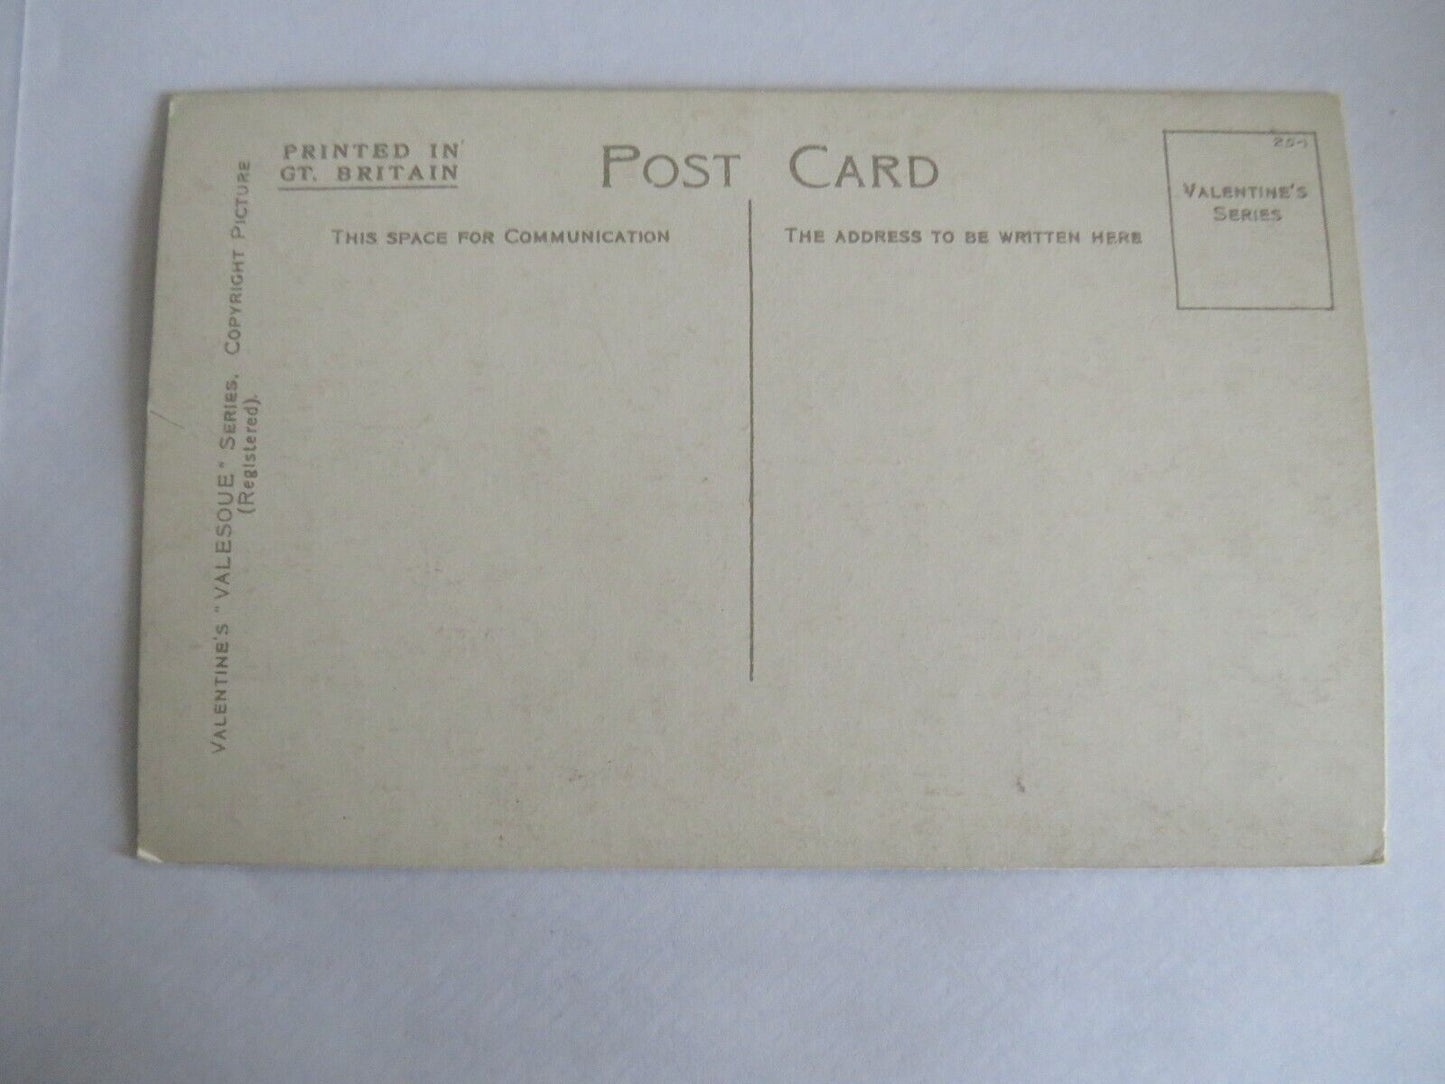 PRINTED IN
GT. BRITAIN
POST CARD
THIS SPACE FOR COMMUNICATION
THE ADDRESS TO BE WRITTEN HERE
VALENTINE'S
SERIES
VALENTINE'S "VALESQUE" SERIES. COPYRIGHT PICTURE
(Registered).